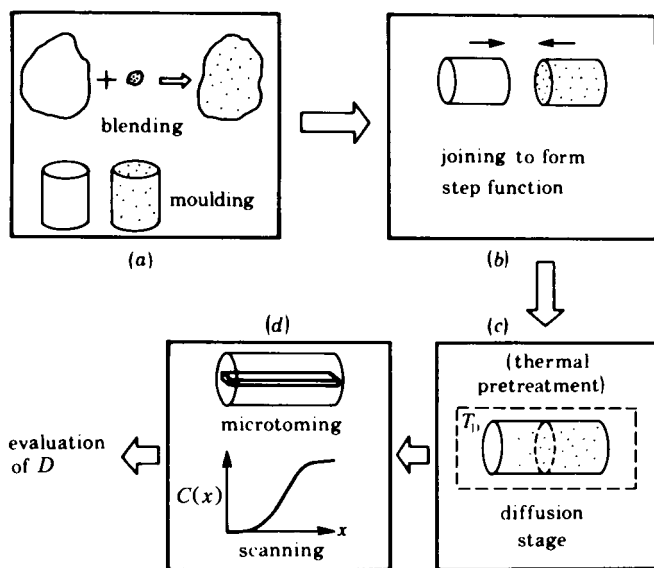 +
blending
moulding
(a)
joining to form
step function
(b)
(c)
(thermal
pretreatment)
T_D
diffusion
stage
(d)
microtoming
C(x)
x
scanning
evaluation
of D